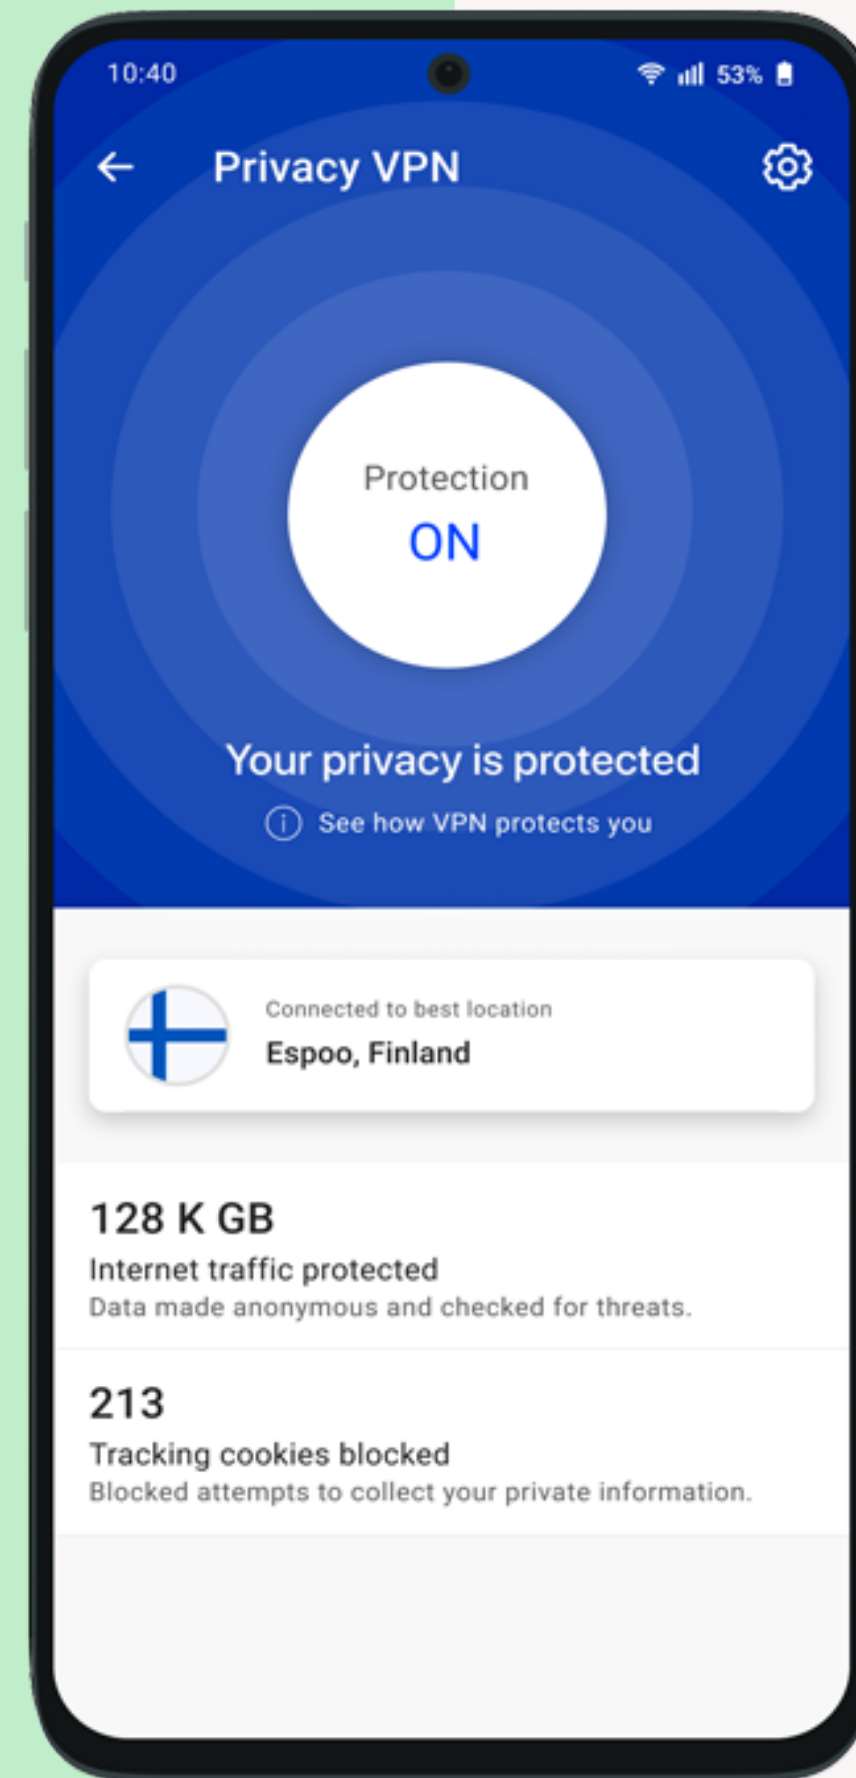 10:40
53%
Privacy VPN
Protection
ON
Your privacy is protected
See how VPN protects you
Connected to best location
Espoo, Finland
128 K GB
Internet traffic protected
Data made anonymous and checked for threats.
213
Tracking cookies blocked
Blocked attempts to collect your private information.